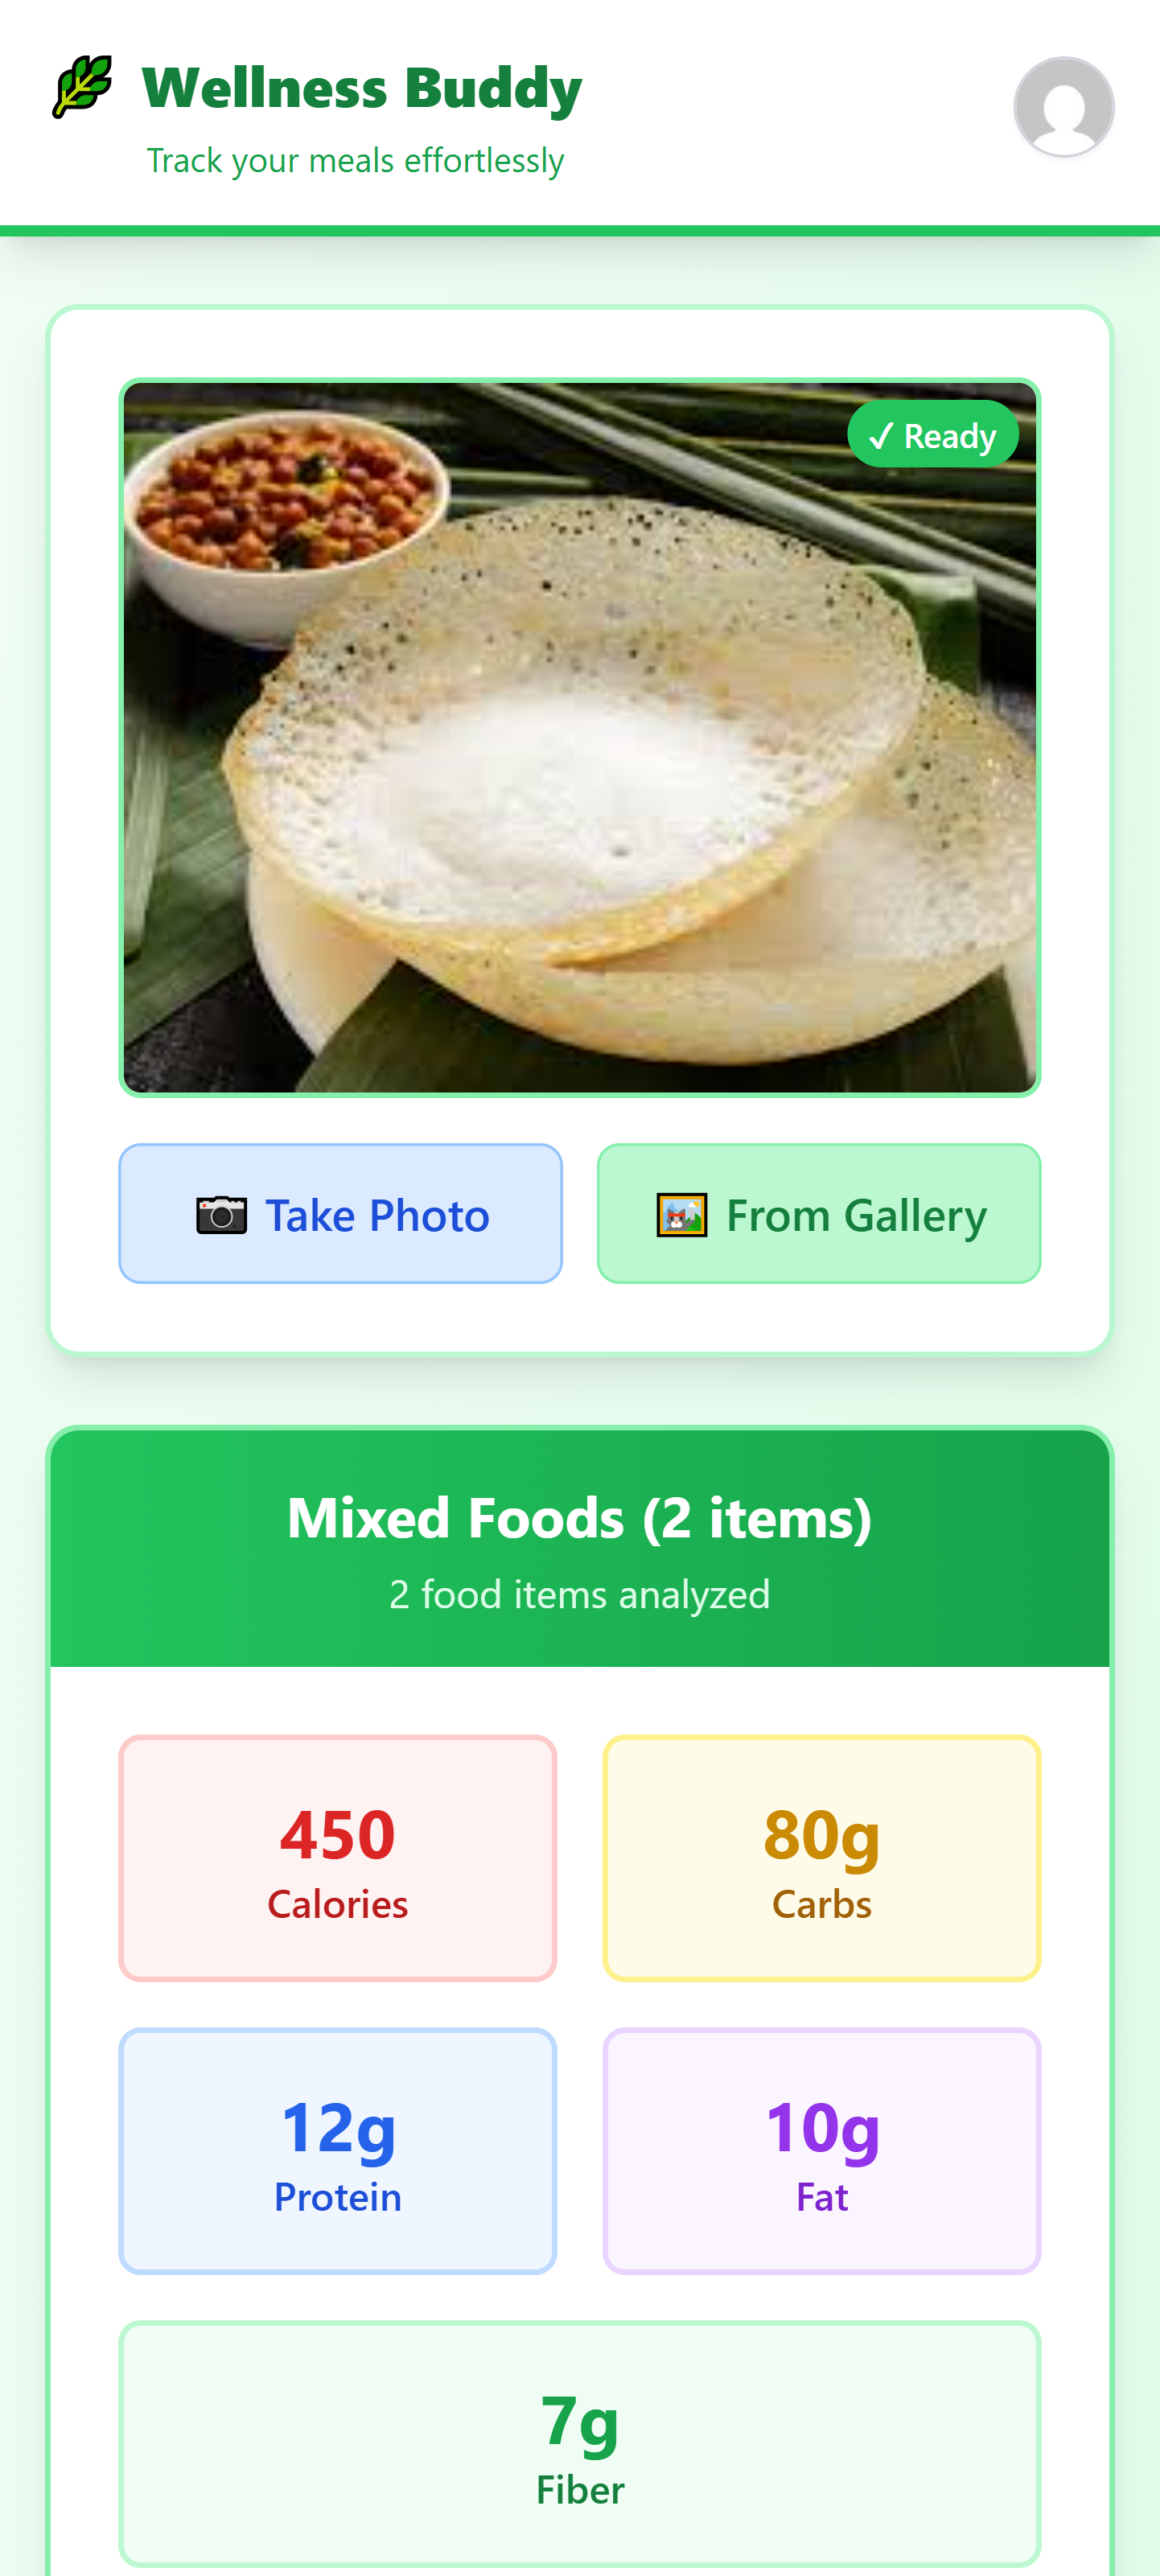 Wellness Buddy
Track your meals effortlessly
✓ Ready
Take Photo
From Gallery
Mixed Foods (2 items)
2 food items analyzed
450
Calories
80g
Carbs
12g
Protein
10g
Fat
7g
Fiber